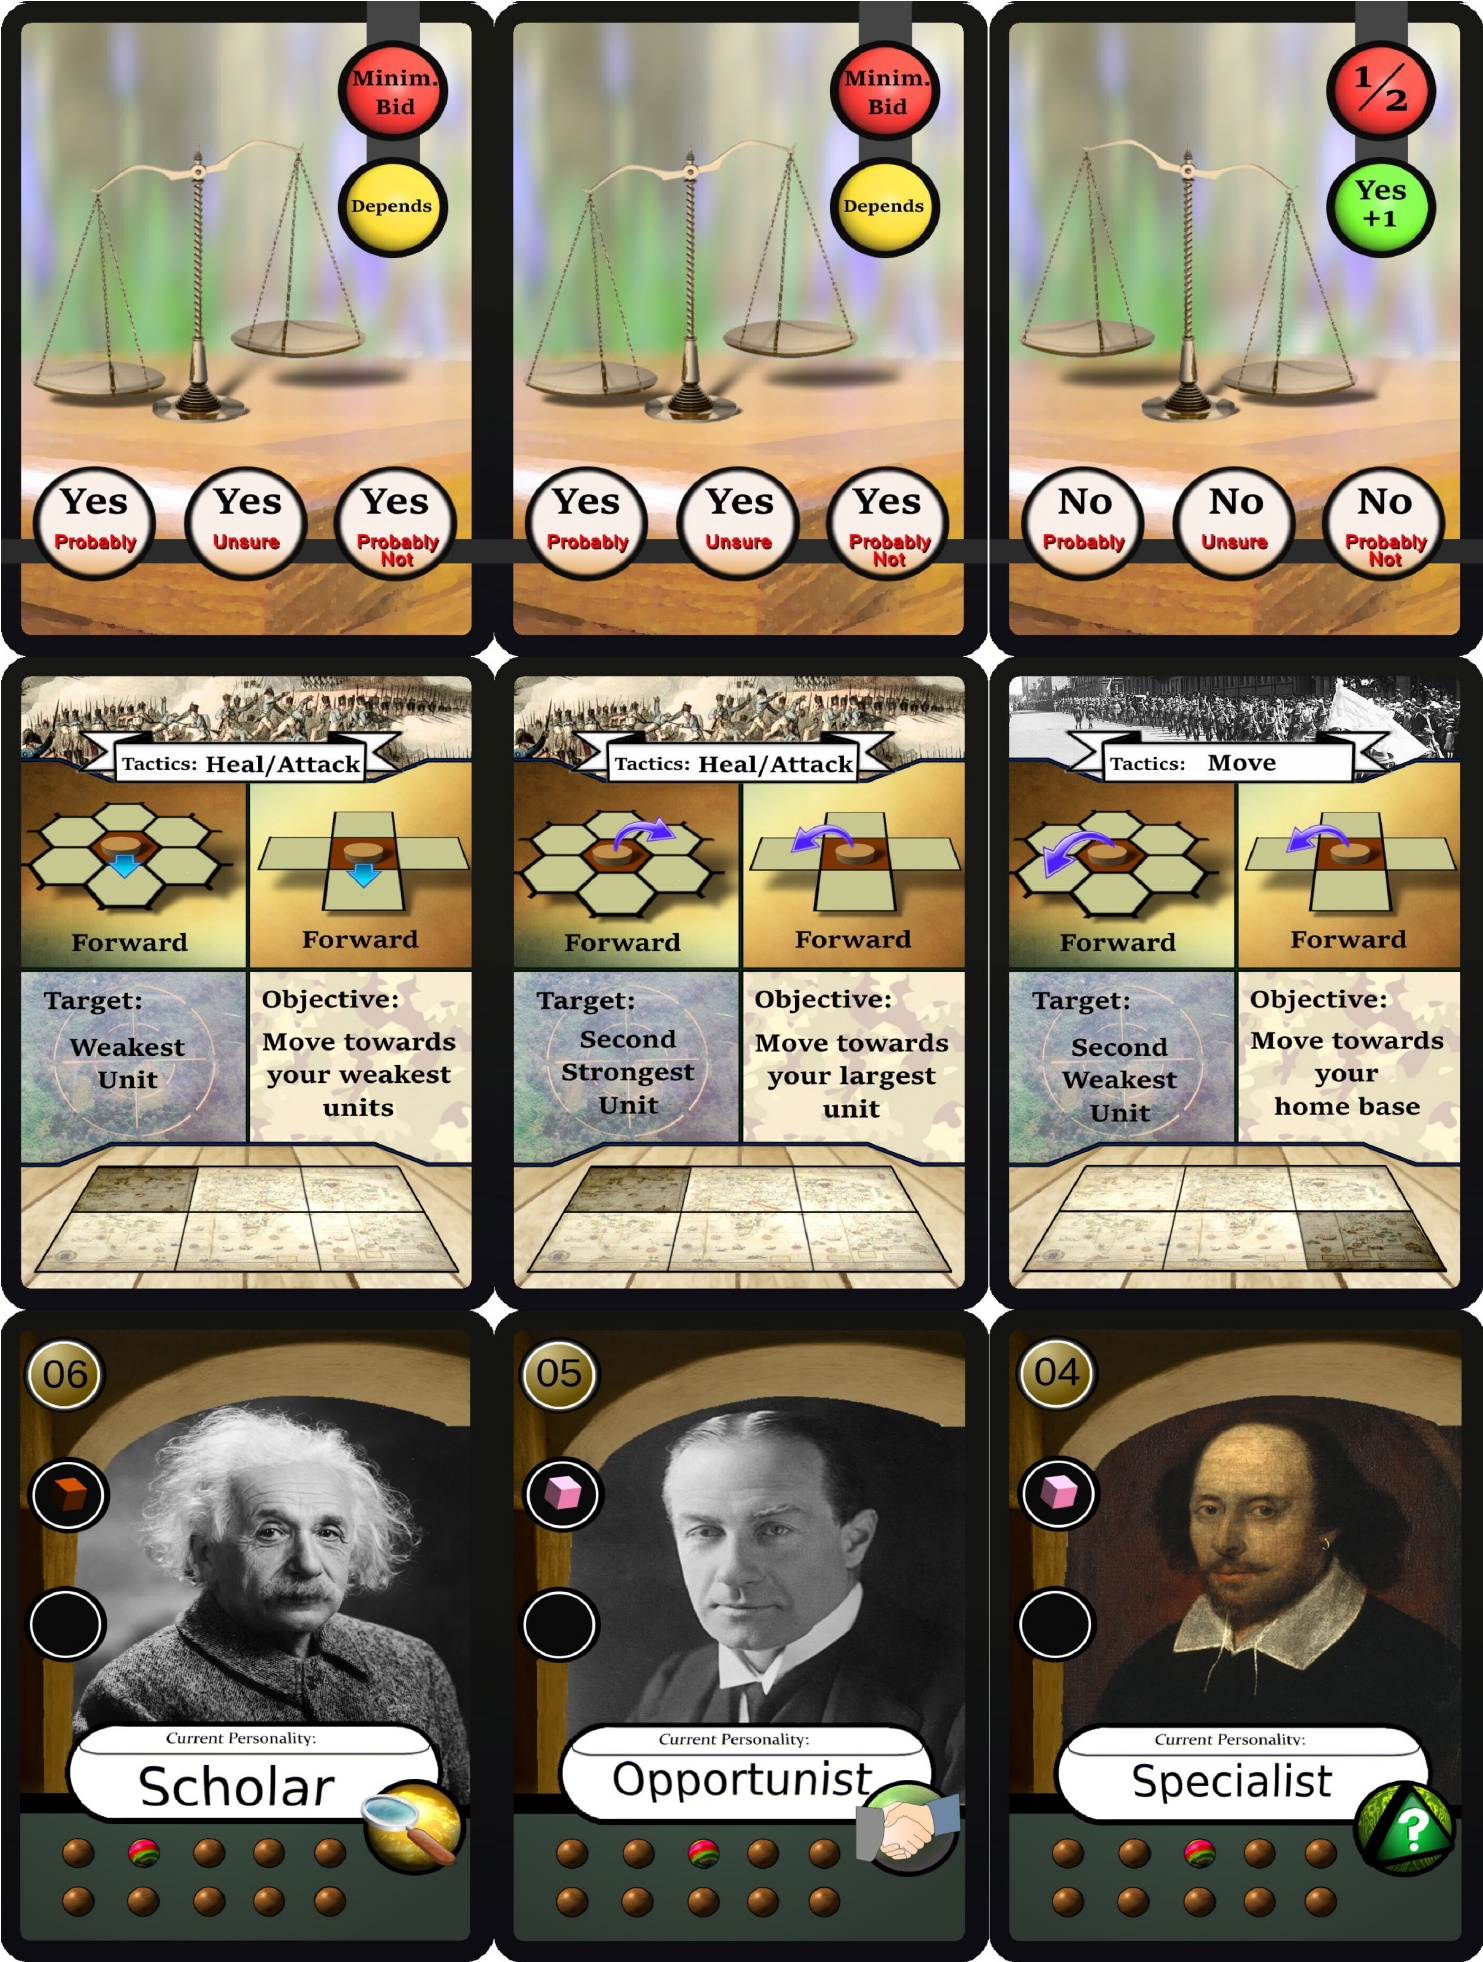 Minim.
Bid
Depends
Yes
Probably
Yes
Unsure
Yes
Probably
Not
Minim.
Bid
Depends
Yes
Probably
Yes
Unsure
Yes
Probably
Not
1/2
Yes
+1
No
Probably
No
Unsure
No
Probably
Not
Tactics: Heal/Attack
Forward
Forward
Target:
Weakest
Unit
Objective:
Move towards
your weakest
units
Tactics: Heal/Attack
Forward
Forward
Target:
Second
Strongest
Unit
Objective:
Move towards
your largest
unit
Tactics: Move
Forward
Forward
Target:
Second
Weakest
Unit
Objective:
Move towards
your
home base
06
Current Personality:
Scholar
05
Current Personality:
Opportunist
04
Current Personality:
Specialist
?